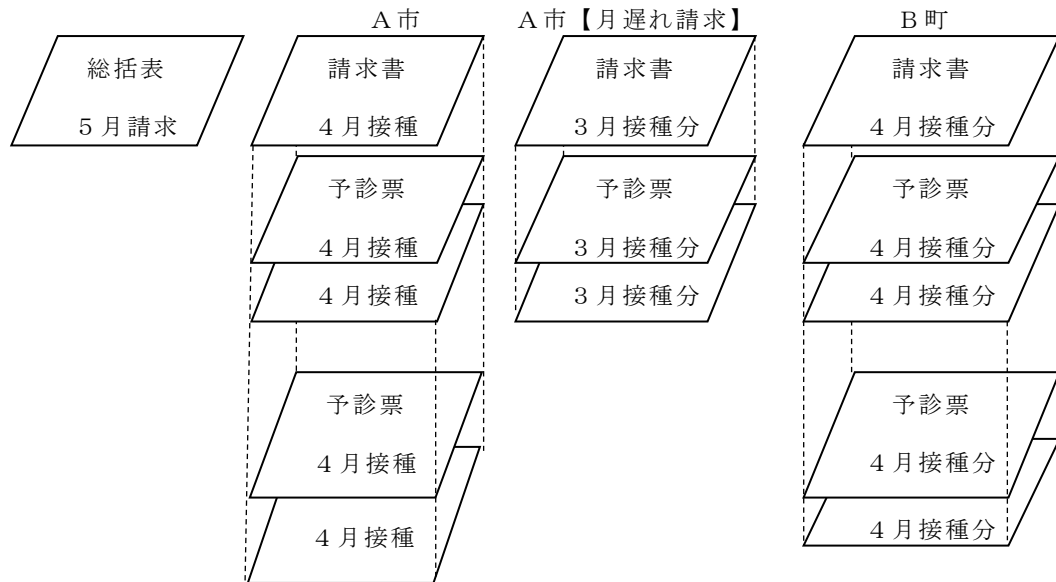 A市
A市【月遅れ請求】
B町
総括表
5月請求
請求書
4月接種
請求書
3月接種分
請求書
4月接種分
予診票
4月接種
4月接種
予診票
3月接種分
3月接種分
予診票
4月接種分
4月接種分
予診票
4月接種
4月接種
予診票
4月接種分
4月接種分